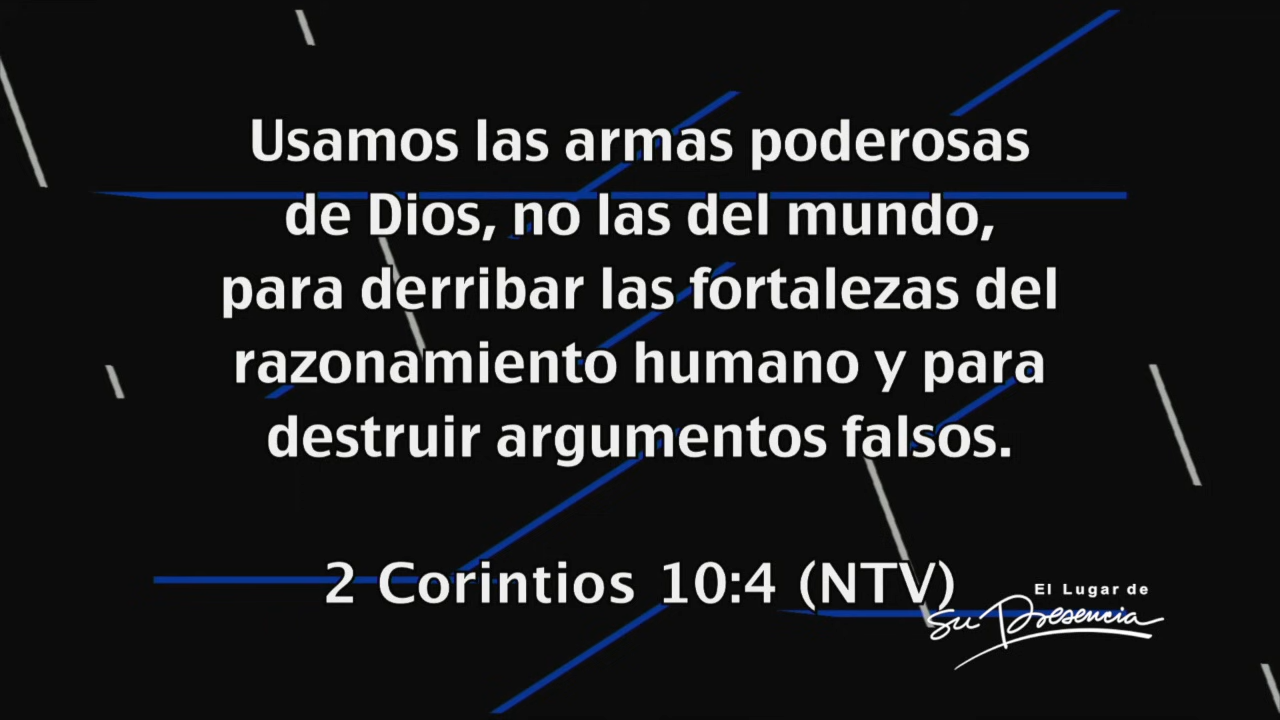 Usamos las armas poderosas
de Dios, no las del mundo,
para derribar las fortalezas del
razonamiento humano y para
destruir argumentos falsos.
2 Corintios 10:4 (NTV)
El Lugar de
Su Presencia